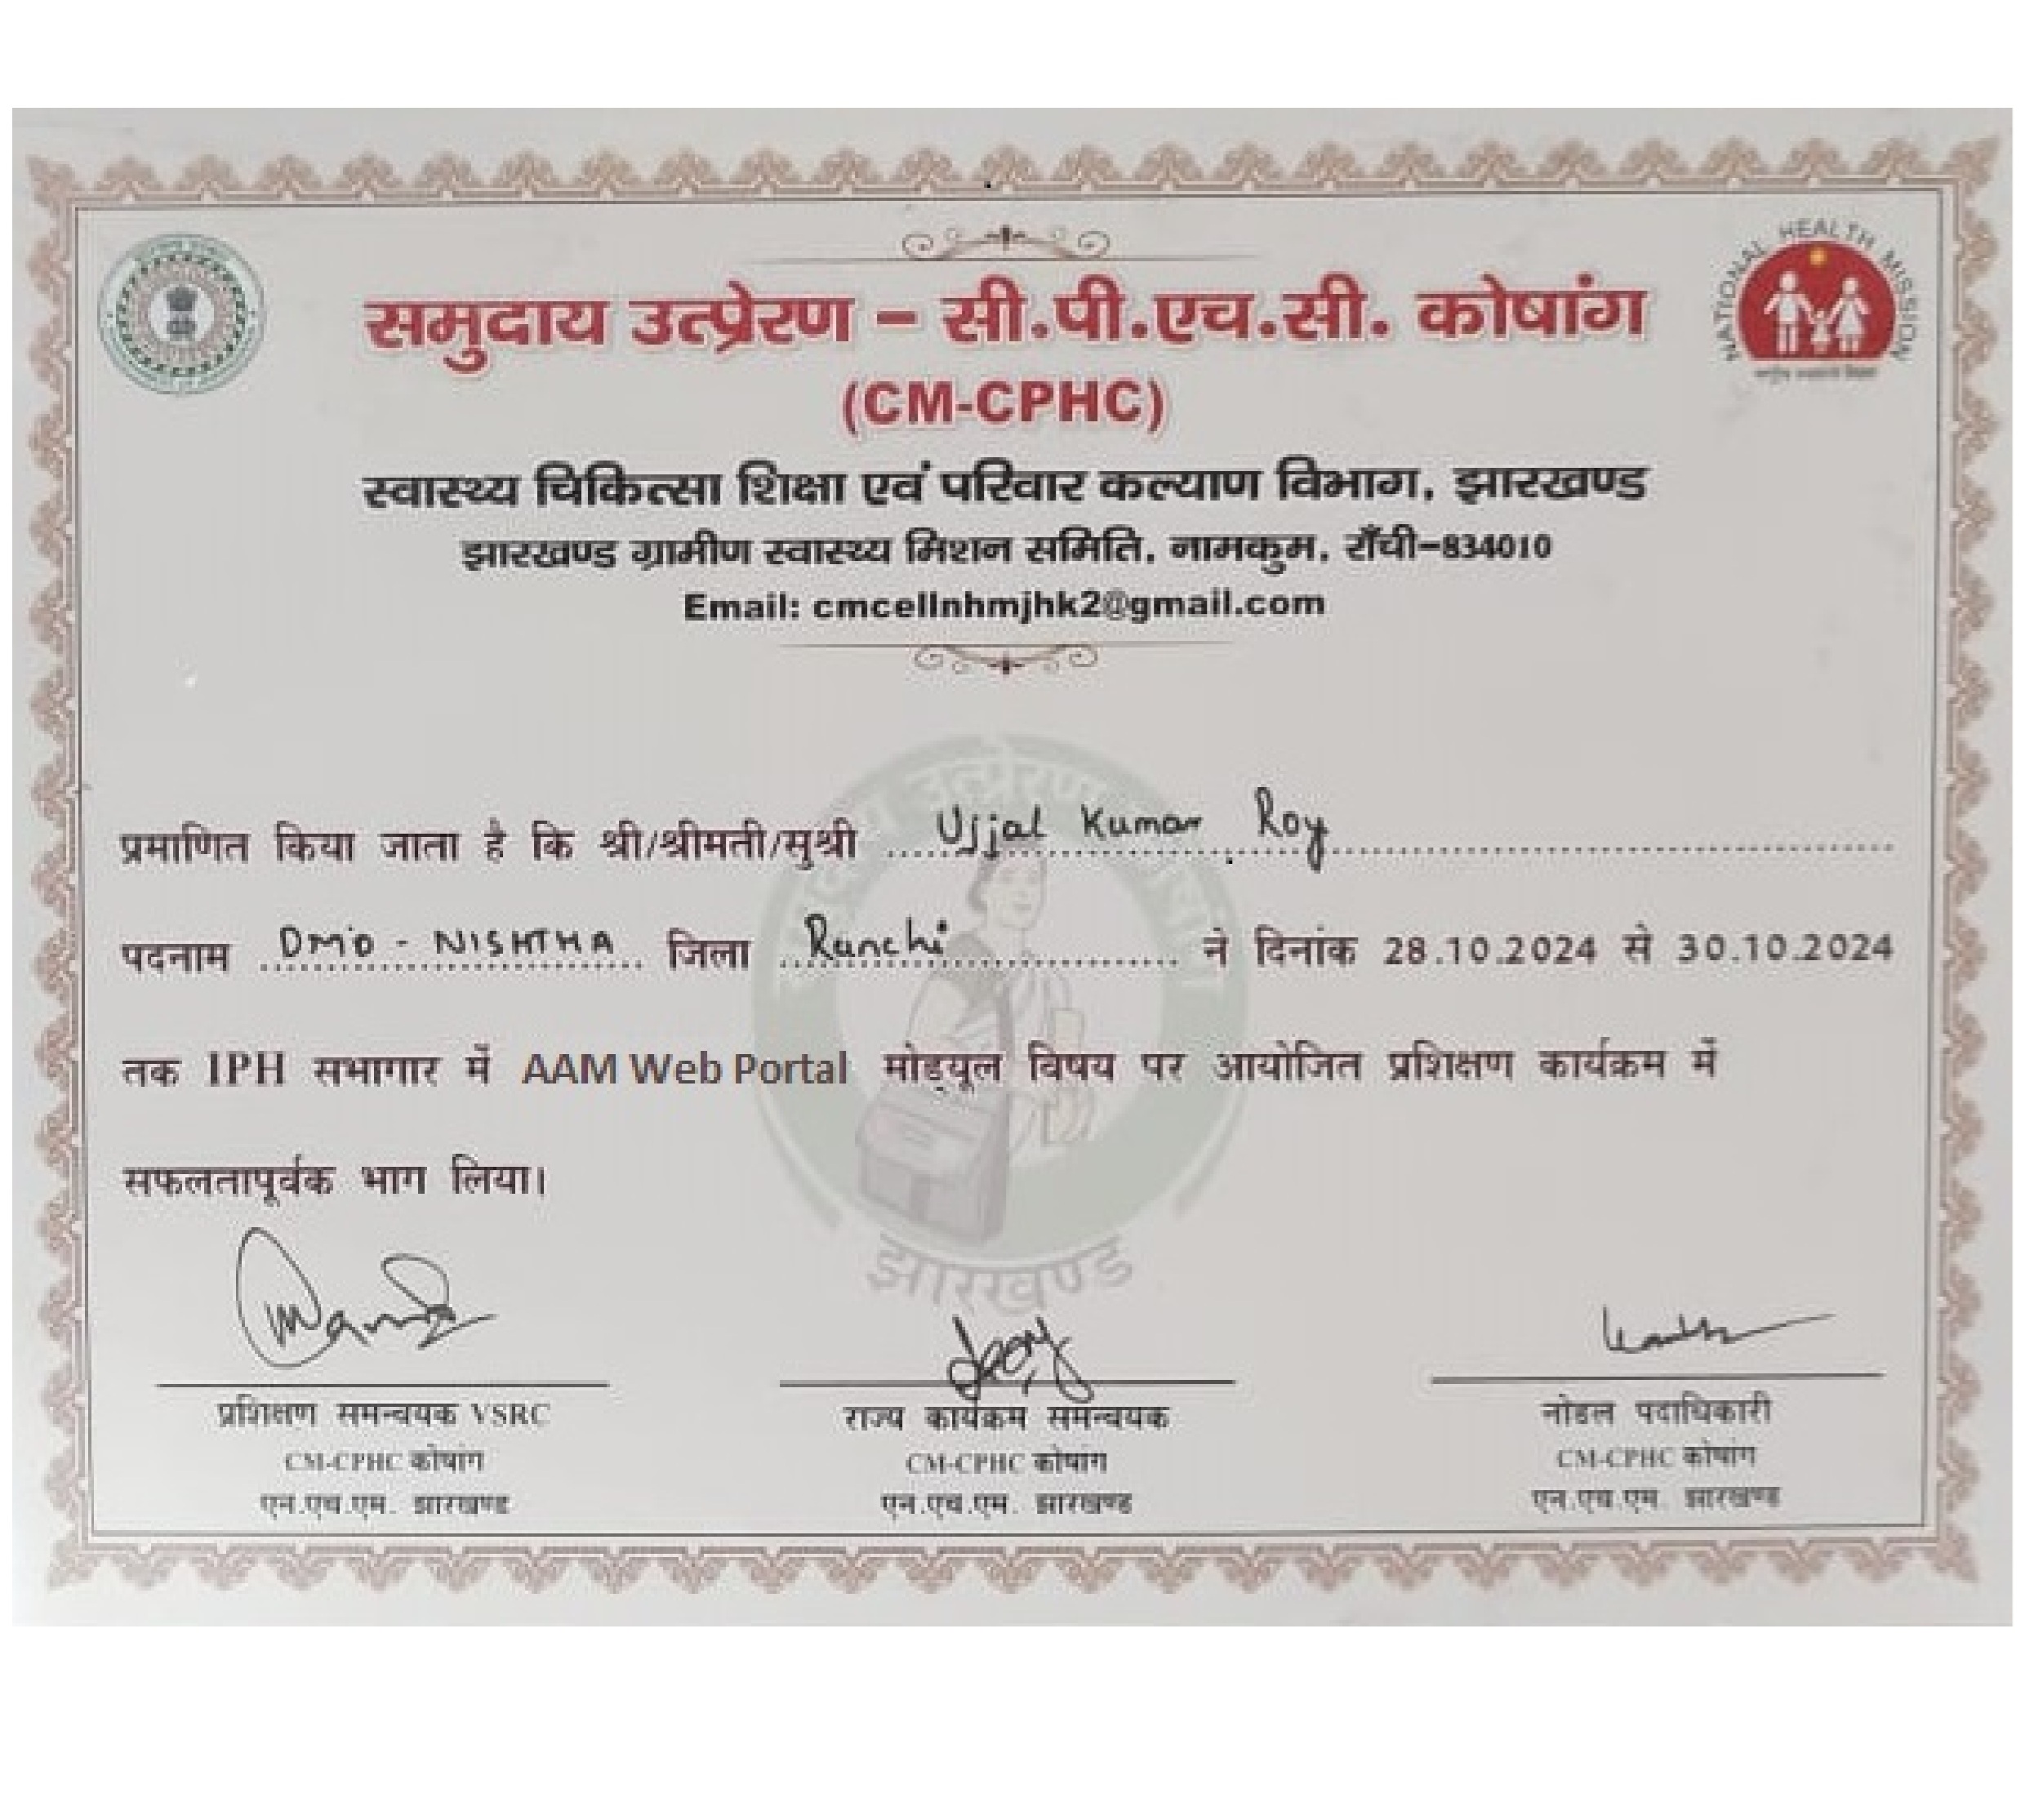 NATIONAL HEALTH MISSION
समुदाय उत्प्रेरण – सी.पी.एच.सी. कोषांग
(CM-CPHC)
स्वास्थ्य चिकित्सा शिक्षा एवं परिवार कल्याण विभाग, झारखण्ड
झारखण्ड ग्रामीण स्वास्थ्य मिशन समिति, नामकुम, राँची-834010
Email: cmcellnhmjhk2@gmail.com
प्रमाणित किया जाता है कि श्री/श्रीमती/सुश्री Ujjal Kumar Roy
पदनाम DMO - NISHTHA जिला Ranchi ने दिनांक 28.10.2024 से 30.10.2024
तक IPH सभागार में AAM Web Portal मोड्यूल विषय पर आयोजित प्रशिक्षण कार्यक्रम में
सफलतापूर्वक भाग लिया।
झारखण्ड
प्रशिक्षण समन्वयक VSRC
CM-CPHC कोषांग
एन.एच.एम. झारखण्ड
राज्य कार्यक्रम समन्वयक
CM-CPHC कोषांग
एन.एच.एम. झारखण्ड
नोडल पदाधिकारी
CM-CPHC कोषांग
एन.एच.एम. झारखण्ड